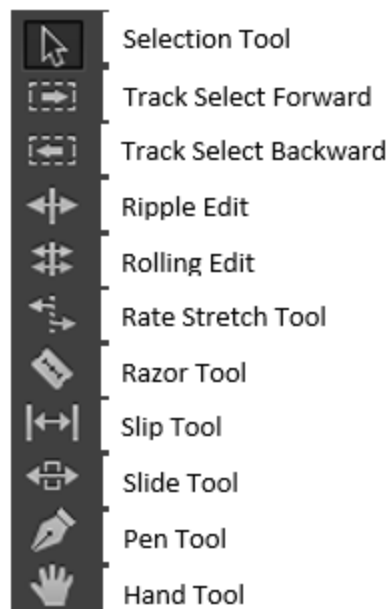 Selection Tool
Track Select Forward
Track Select Backward
Ripple Edit
Rolling Edit
Rate Stretch Tool
Razor Tool
Slip Tool
Slide Tool
Pen Tool
Hand Tool